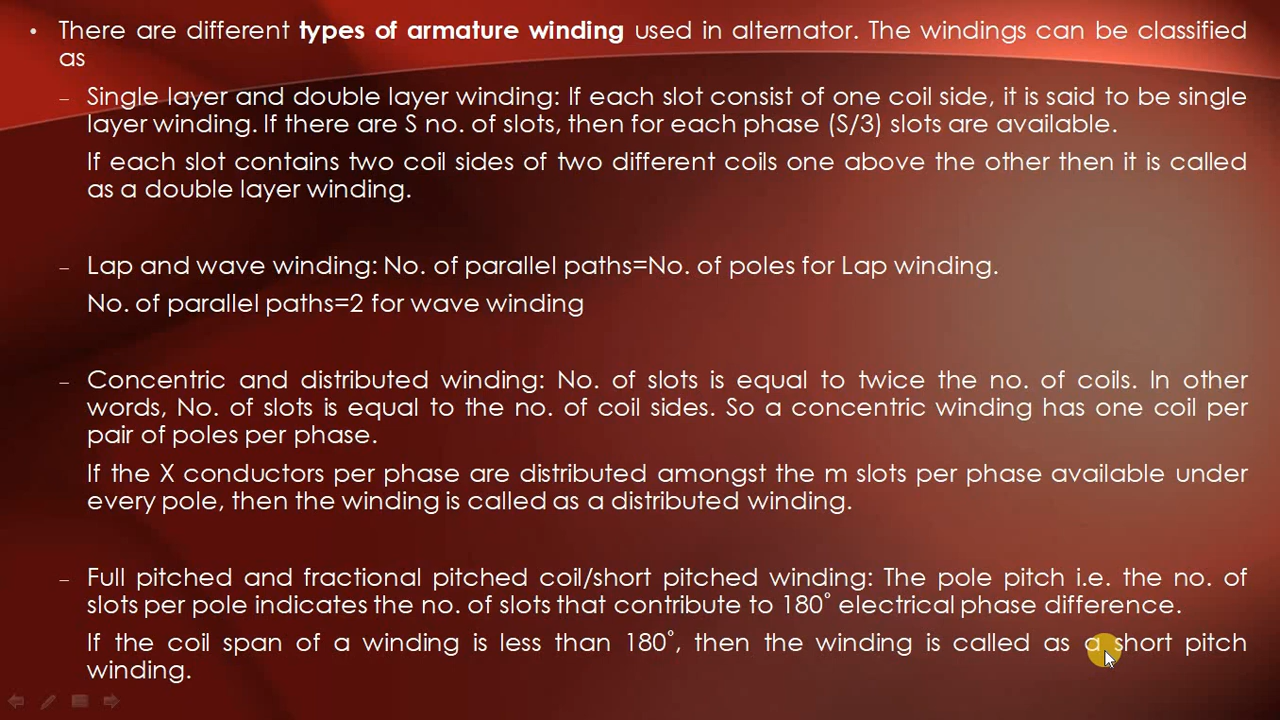 • There are different types of armature winding used in alternator. The windings can be classified
as
– Single layer and double layer winding: If each slot consist of one coil side, it is said to be single
layer winding. If there are S no. of slots, then for each phase (S/3) slots are available.
If each slot contains two coil sides of two different coils one above the other then it is called
as a double layer winding.
– Lap and wave winding: No. of parallel paths=No. of poles for Lap winding.
No. of parallel paths=2 for wave winding
– Concentric and distributed winding: No. of slots is equal to twice the no. of coils. In other
words, No. of slots is equal to the no. of coil sides. So a concentric winding has one coil per
pair of poles per phase.
If the X conductors per phase are distributed amongst the m slots per phase available under
every pole, then the winding is called as a distributed winding.
– Full pitched and fractional pitched coil/short pitched winding: The pole pitch i.e. the no. of
slots per pole indicates the no. of slots that contribute to 180˚ electrical phase difference.
If the coil span of a winding is less than 180˚, then the winding is called as a short pitch
winding.